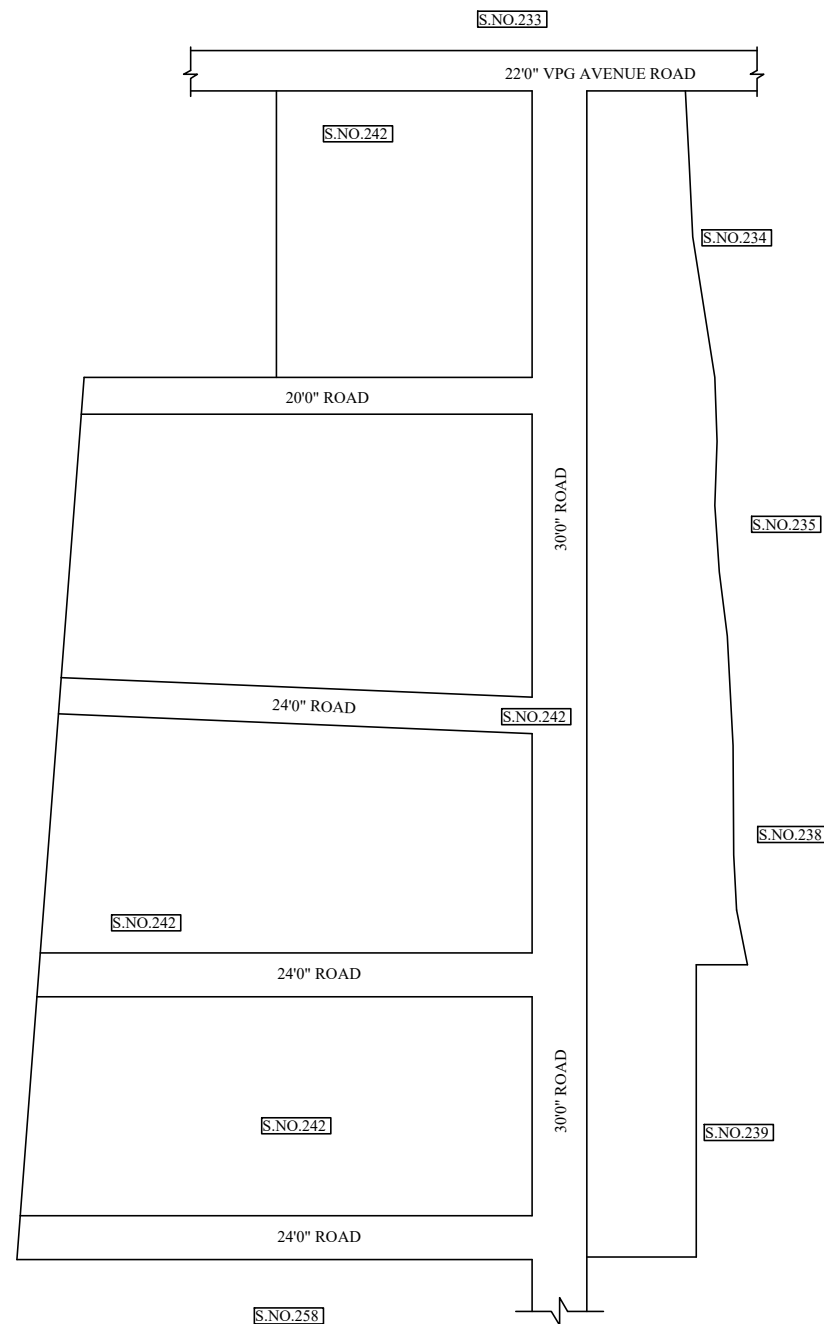 S.NO.233
22'0" VPG AVENUE ROAD
S.NO.242
S.NO.234
20'0" ROAD
30'0" ROAD
S.NO.235
24'0" ROAD
S.NO.242
S.NO.238
S.NO.242
24'0" ROAD
30'0" ROAD
S.NO.242
S.NO.239
24'0" ROAD
S.NO.258